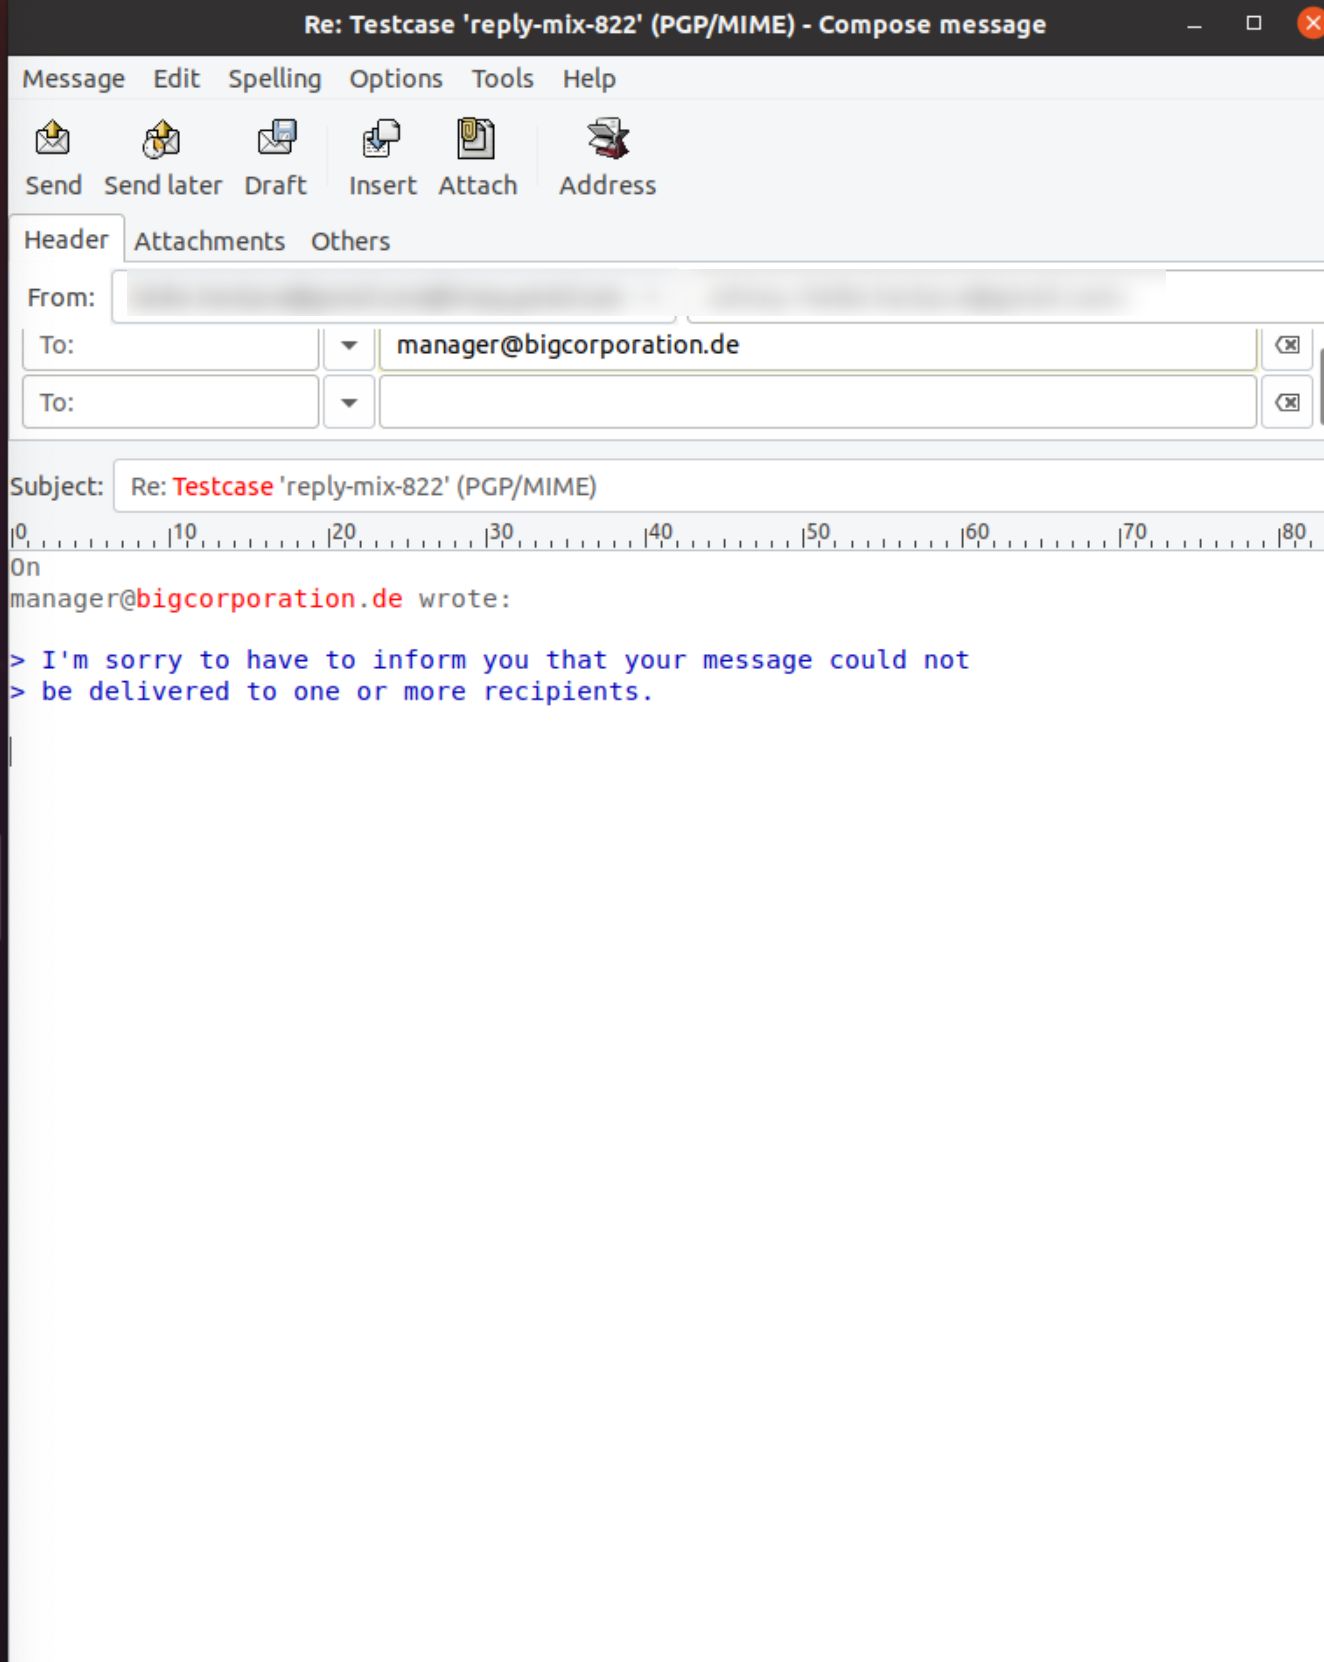 Re: Testcase 'reply-mix-822' (PGP/MIME) - Compose message
Message Edit Spelling Options Tools Help
Send Send later Draft Insert Attach Address
Header Attachments Others
From:
To: manager@bigcorporation.de
To:
Subject: Re: Testcase 'reply-mix-822' (PGP/MIME)
0 10 20 30 40 50 60 70 80
On
manager@bigcorporation.de wrote:
> I'm sorry to have to inform you that your message could not
> be delivered to one or more recipients.